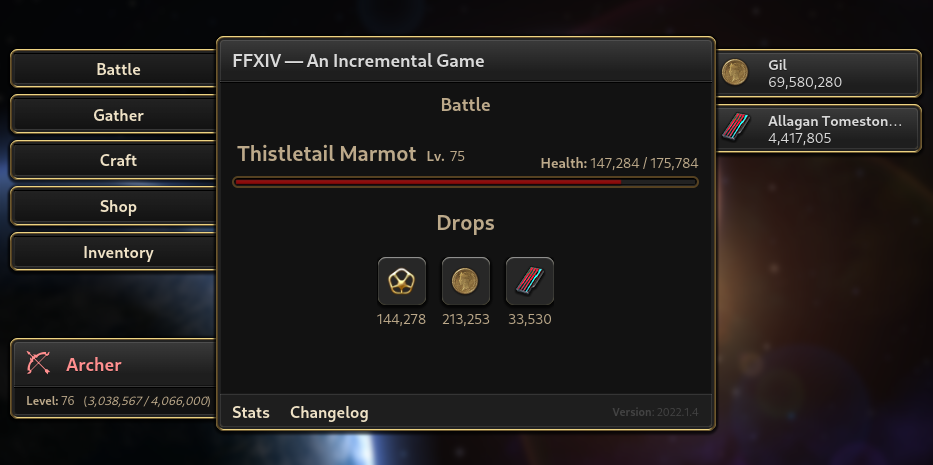 Battle
Gather
Craft
Shop
Inventory
Archer
Level: 76 (3,038,567 / 4,066,000)
FFXIV — An Incremental Game
Battle
Thistletail Marmot Lv. 75
Health: 147,284 / 175,784
Drops
144,278 213,253 33,530
Stats Changelog Version: 2022.1.4
Gil
69,580,280
Allagan Tomeston...
4,417,805